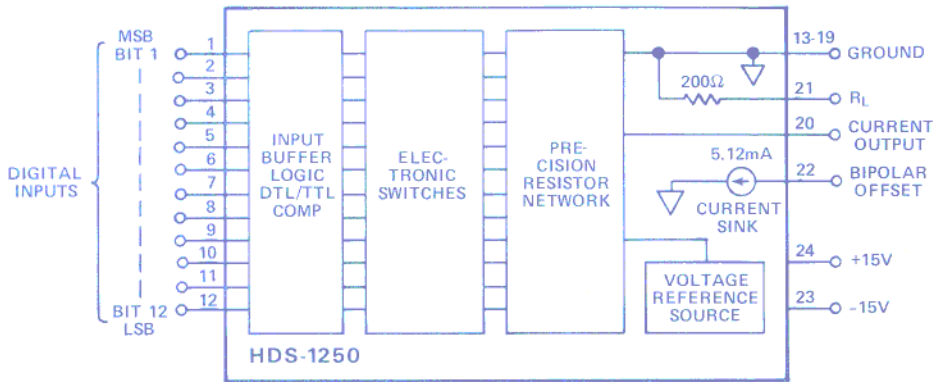 MSB
BIT 1
1
2
3
4
5
6
7
8
9
10
11
12
BIT 12
LSB
DIGITAL
INPUTS
INPUT
BUFFER
LOGIC
DTL/TTL
COMP
ELEC-
TRONIC
SWITCHES
PRE-
CISION
RESISTOR
NETWORK
200Ω
5.12mA
CURRENT
SINK
VOLTAGE
REFERENCE
SOURCE
13-19 GROUND
21 RL
20 CURRENT
OUTPUT
22 BIPOLAR
OFFSET
24 +15V
23 -15V
HDS-1250